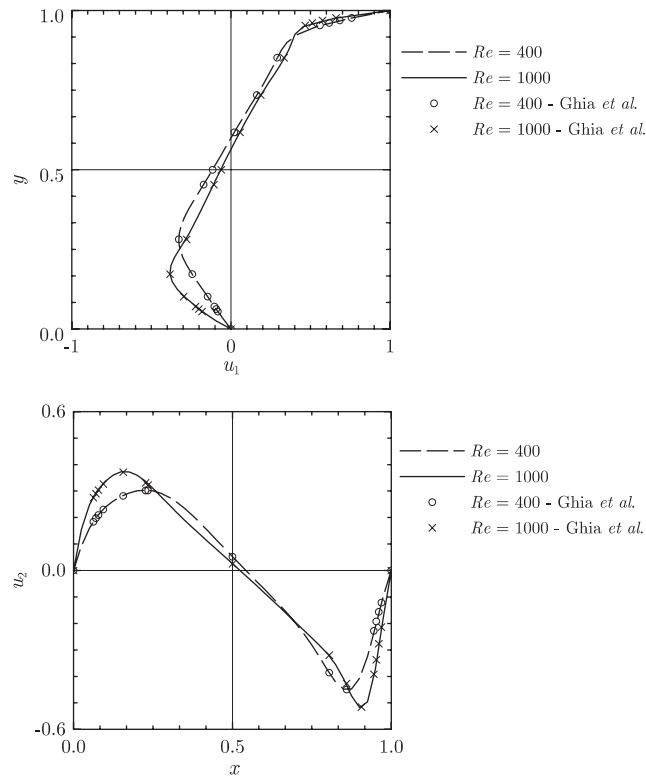 1.0
0.5
0.0
y
-1
0
1
u₁
Re = 400
Re = 1000
Re = 400 - Ghia et al.
Re = 1000 - Ghia et al.
0.6
0.0
-0.6
u₂
0.0
0.5
1.0
x
Re = 400
Re = 1000
Re = 400 - Ghia et al.
Re = 1000 - Ghia et al.